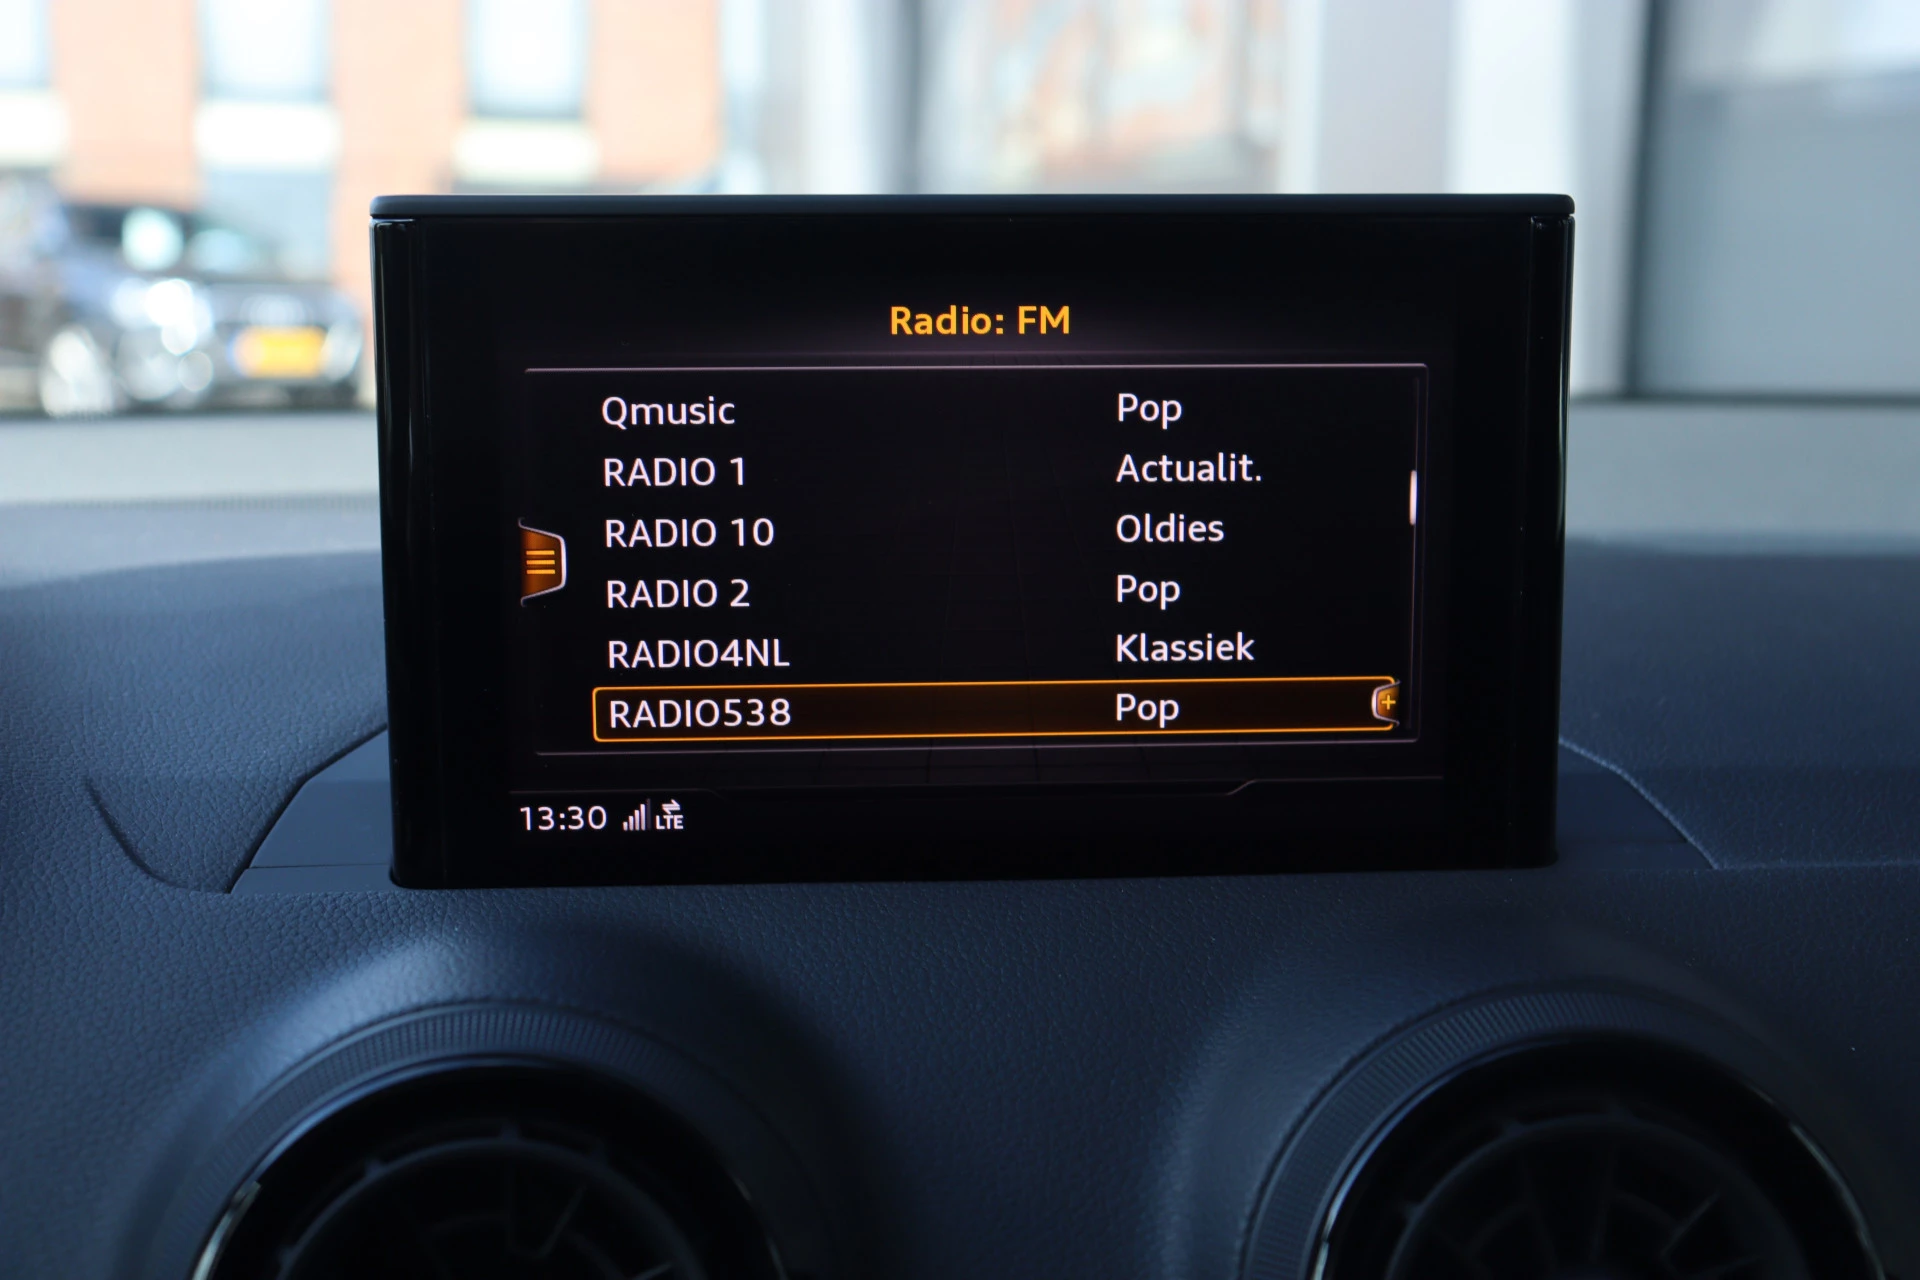 Radio: FM
Qmusic Pop
RADIO 1 Actualit.
RADIO 10 Oldies
RADIO 2 Pop
RADIO4NL Klassiek
RADIO538 Pop
13:30 LTE